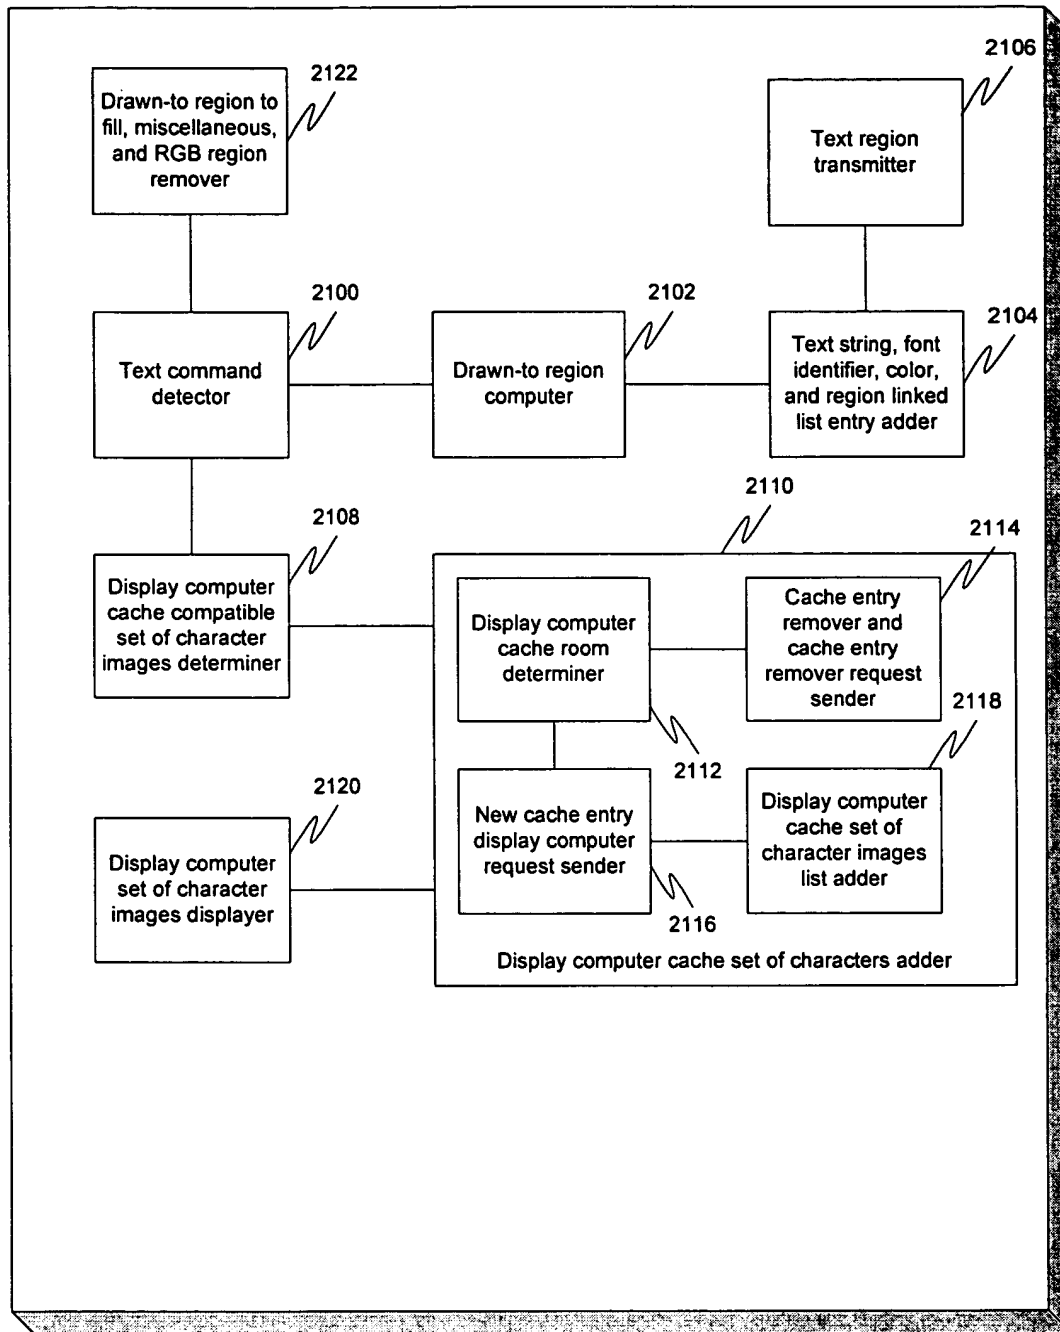 2122
Drawn-to region to
fill, miscellaneous,
and RGB region
remover
2106
Text region
transmitter
2100
Text command
detector
2102
Drawn-to region
computer
2104
Text string, font
identifier, color,
and region linked
list entry adder
2108
Display computer
cache compatible
set of character
images determiner
2110
Display computer
cache room
determiner
2112
2114
Cache entry
remover and
cache entry
remover request
sender
2120
Display computer
set of character
images displayer
New cache entry
display computer
request sender
2116
2118
Display computer
cache set of
character images
list adder
Display computer cache set of characters adder